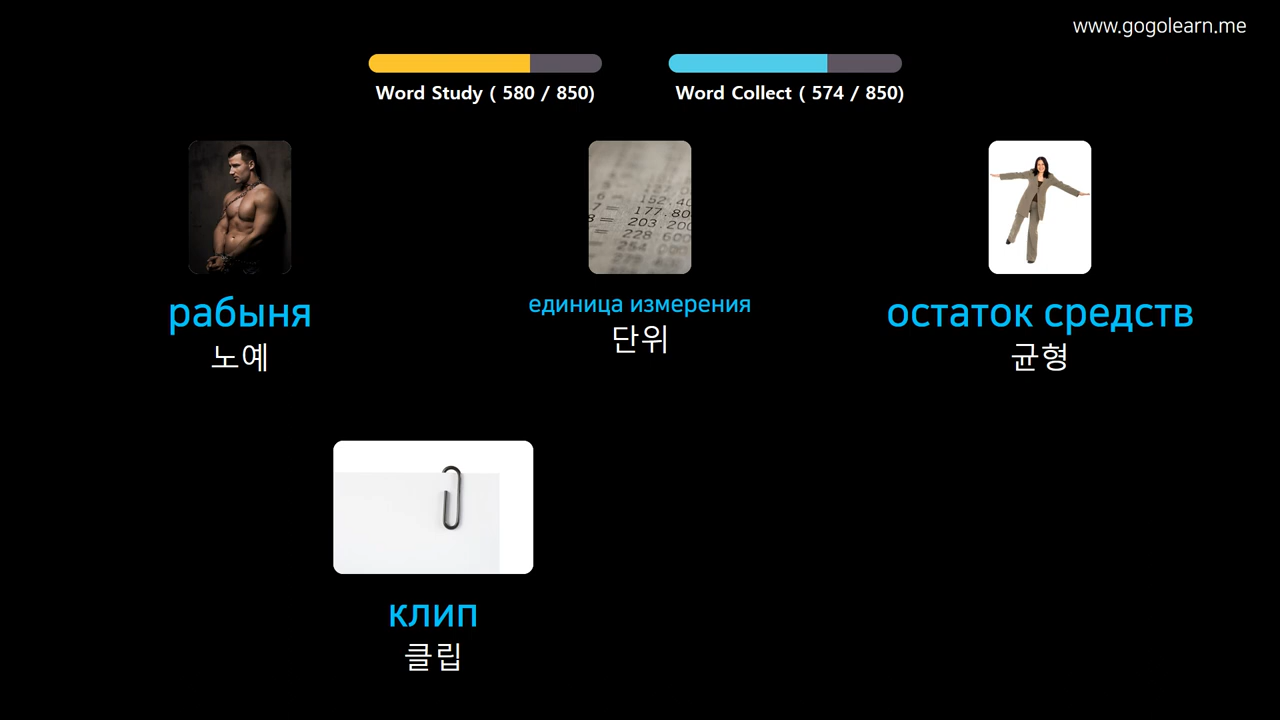 www.gogolearn.me
Word Study ( 580 / 850)
Word Collect ( 574 / 850)
рабыня
노예
единица измерения
단위
остаток средств
균형
клип
클립